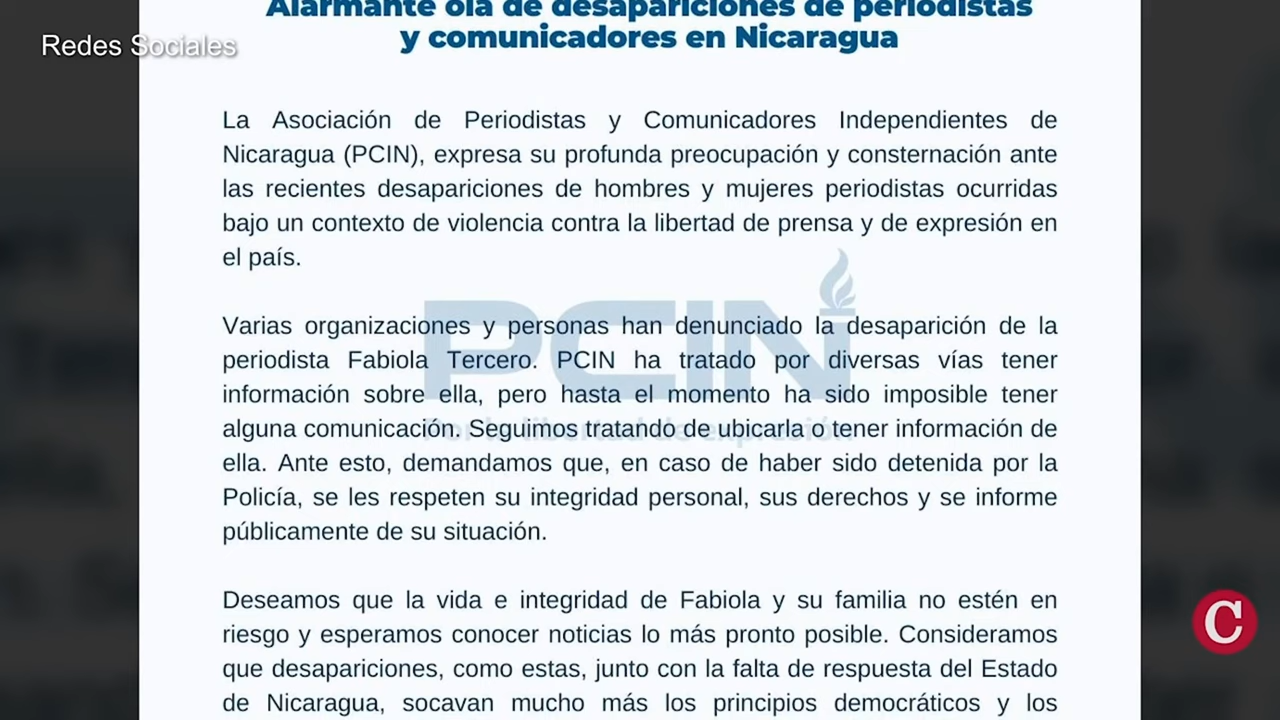 Alarmante ola de desapariciones de periodistas
y comunicadores en Nicaragua
Redes Sociales
La Asociación de Periodistas y Comunicadores Independientes de
Nicaragua (PCIN), expresa su profunda preocupación y consternación ante
las recientes desapariciones de hombres y mujeres periodistas ocurridas
bajo un contexto de violencia contra la libertad de prensa y de expresión en
el país.
PCIN
Por la libertad de expresión
Varias organizaciones y personas han denunciado la desaparición de la
periodista Fabiola Tercero. PCIN ha tratado por diversas vías tener
información sobre ella, pero hasta el momento ha sido imposible tener
alguna comunicación. Seguimos tratando de ubicarla o tener información de
ella. Ante esto, demandamos que, en caso de haber sido detenida por la
Policía, se les respeten su integridad personal, sus derechos y se informe
públicamente de su situación.
Deseamos que la vida e integridad de Fabiola y su familia no estén en
riesgo y esperamos conocer noticias lo más pronto posible. Consideramos
que desapariciones, como estas, junto con la falta de respuesta del Estado
de Nicaragua, socavan mucho más los principios democráticos y los
C